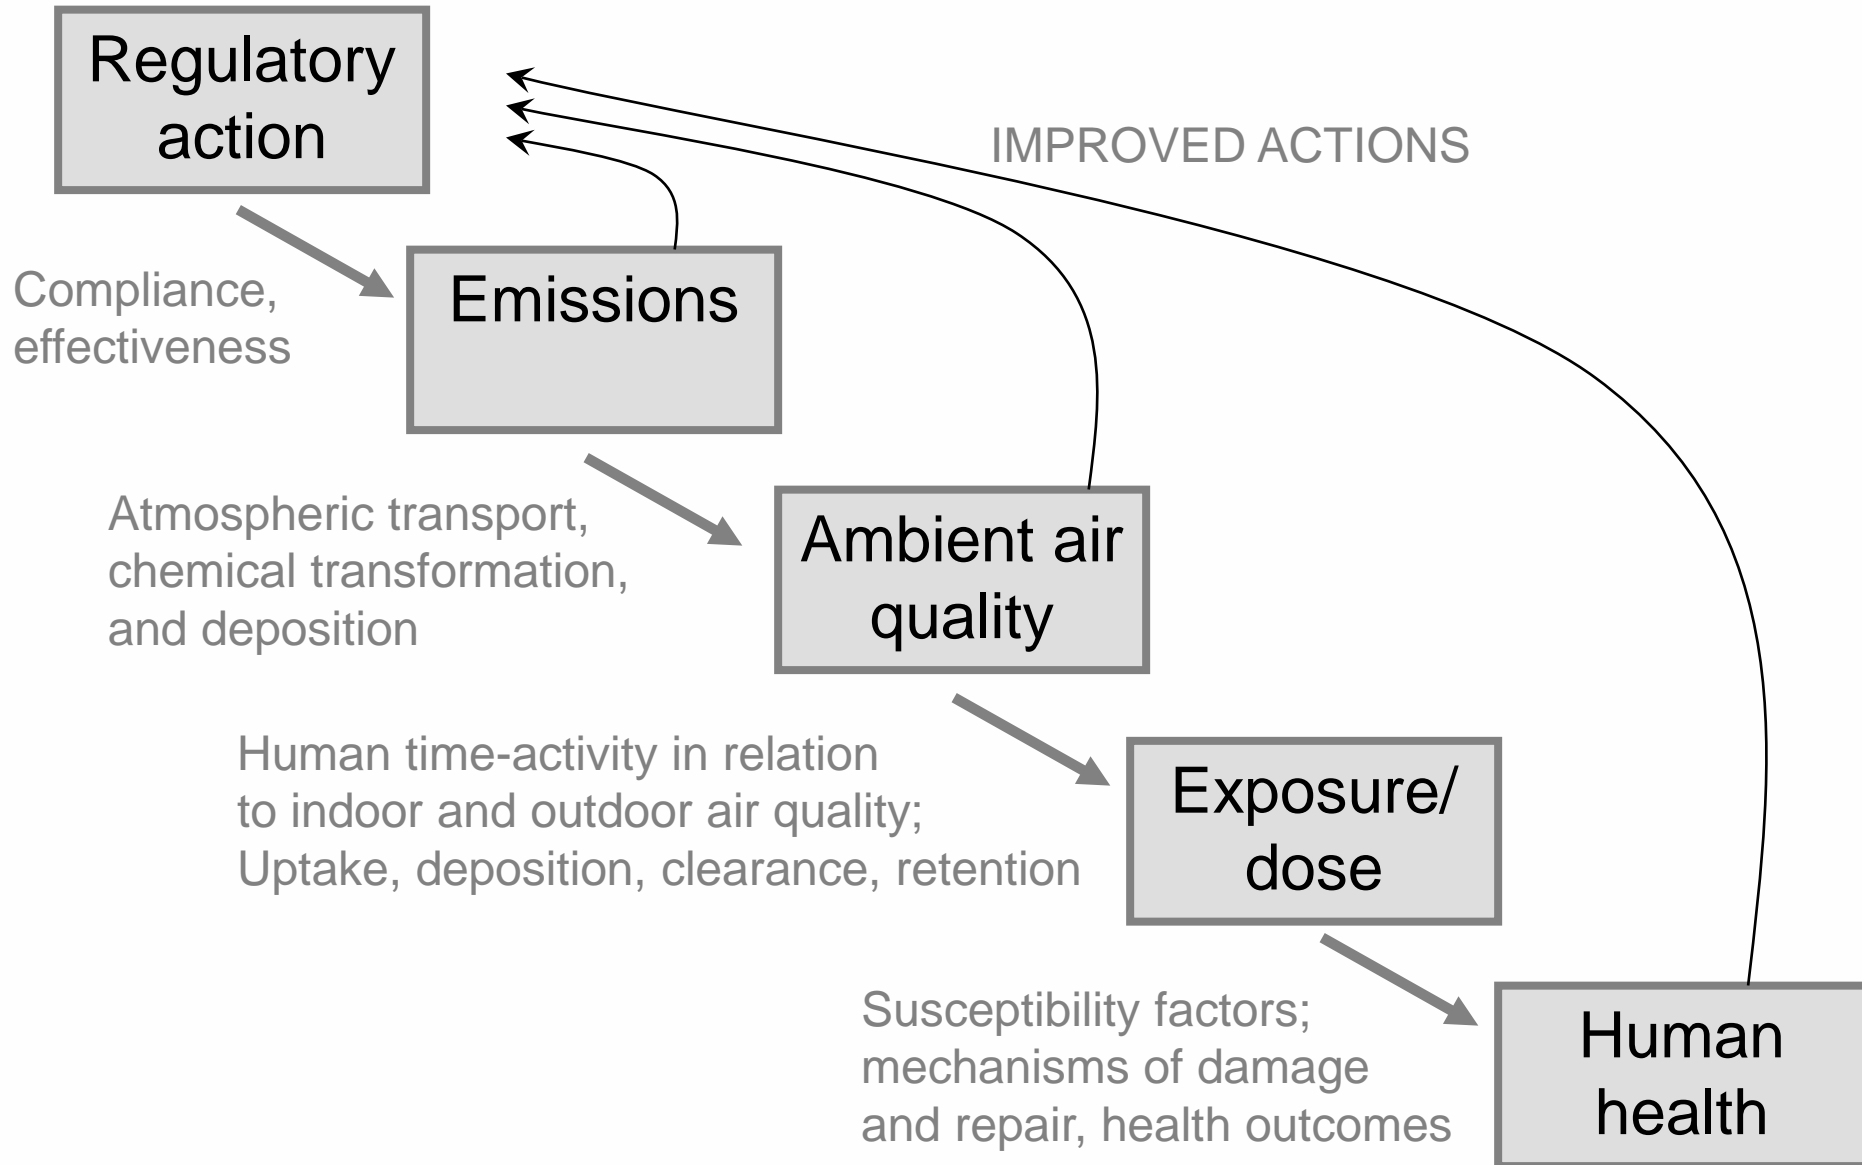 Regulatory
action
IMPROVED ACTIONS
Compliance,
effectiveness
Emissions
Atmospheric transport,
chemical transformation,
and deposition
Ambient air
quality
Human time-activity in relation
to indoor and outdoor air quality;
Uptake, deposition, clearance, retention
Exposure/
dose
Susceptibility factors;
mechanisms of damage
and repair, health outcomes
Human
health